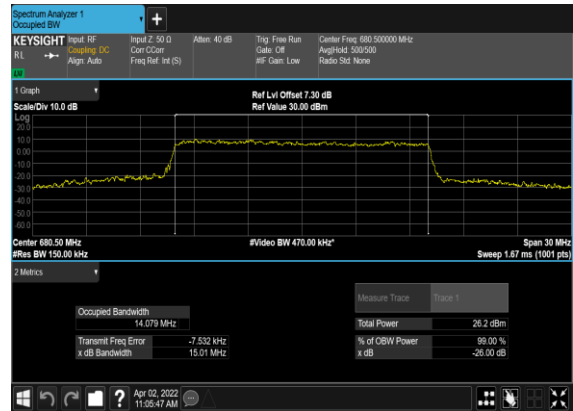 Spectrum Analyzer 1
Occupied BW
+
KEYSIGHT Input: RF Input Z: 50 Ω Atten: 40 dB Trig: Free Run Center Freq: 680.500000 MHz
RL Coupling: DC Corr CCorr Gate: Off Avg|Hold: 500/500
Align: Auto Freq Ref: Int (S) #IF Gain: Low Radio Std: None
1 Graph
Ref Lvl Offset 7.30 dB
Scale/Div 10.0 dB Ref Value 30.00 dBm
Log
20.0
10.0
0.00
-10.0
-20.0
-30.0
-40.0
-50.0
-60.0
Center 680.50 MHz #Video BW 470.00 kHz* Span 30 MHz
#Res BW 150.00 kHz Sweep 1.67 ms (1001 pts)
2 Metrics
Measure Trace Trace 1
Occupied Bandwidth
14.079 MHz Total Power 26.2 dBm
Transmit Freq Error -7.532 kHz % of OBW Power 99.00 %
x dB Bandwidth 15.01 MHz x dB -26.00 dB
? Apr 02, 2022
11:05:47 AM